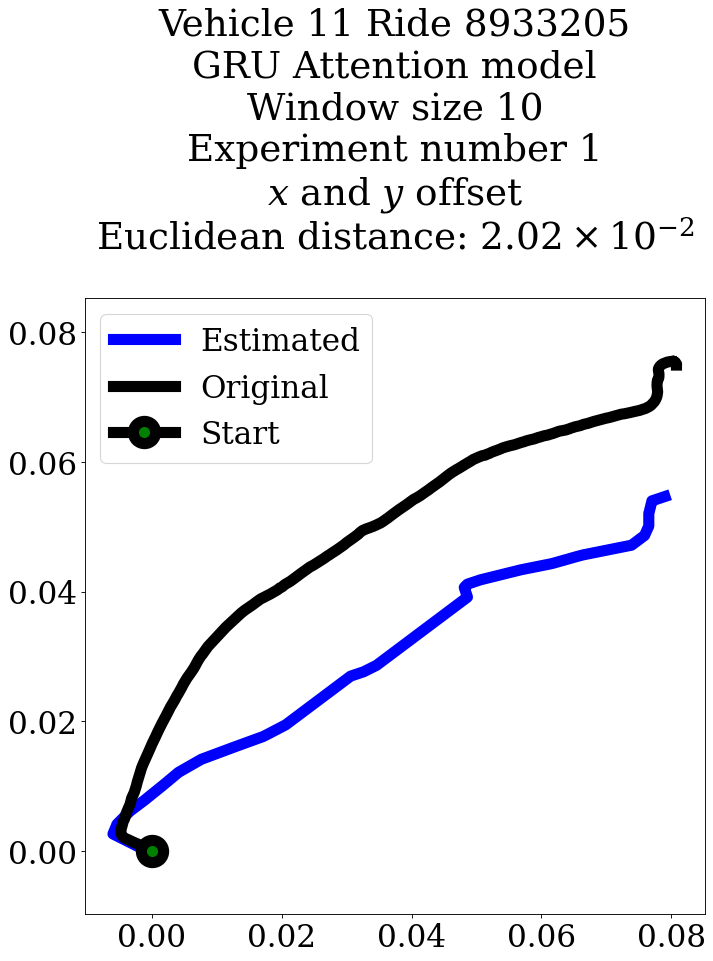 Vehicle 11 Ride 8933205
GRU Attention model
Window size 10
Experiment number 1
x and y offset
Euclidean distance: 2.02 × 10⁻²
Estimated
Original
Start
0.08
0.06
0.04
0.02
0.00
0.00 0.02 0.04 0.06 0.08